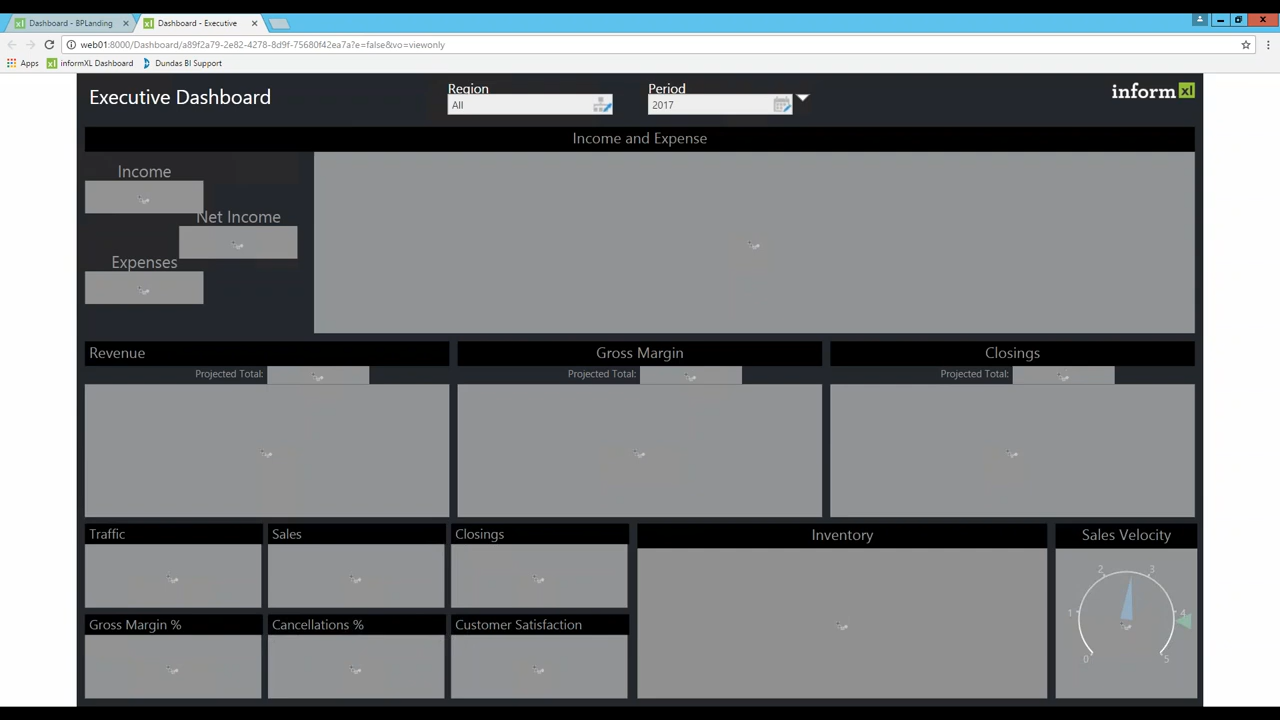 Dashboard - BPLanding
Dashboard - Executive
web01:8000/Dashboard/a89f2a79-2e82-4278-8d9f-75680f42ea7a?e=false&vo=viewonly
Apps
informXL Dashboard
Dundas BI Support
Executive Dashboard
Region
All
Period
2017
inform xl
Income and Expense
Income
Net Income
Expenses
Revenue
Gross Margin
Closings
Projected Total:
Projected Total:
Projected Total:
Traffic
Sales
Closings
Inventory
Sales Velocity
0
1
2
3
4
5
Gross Margin %
Cancellations %
Customer Satisfaction